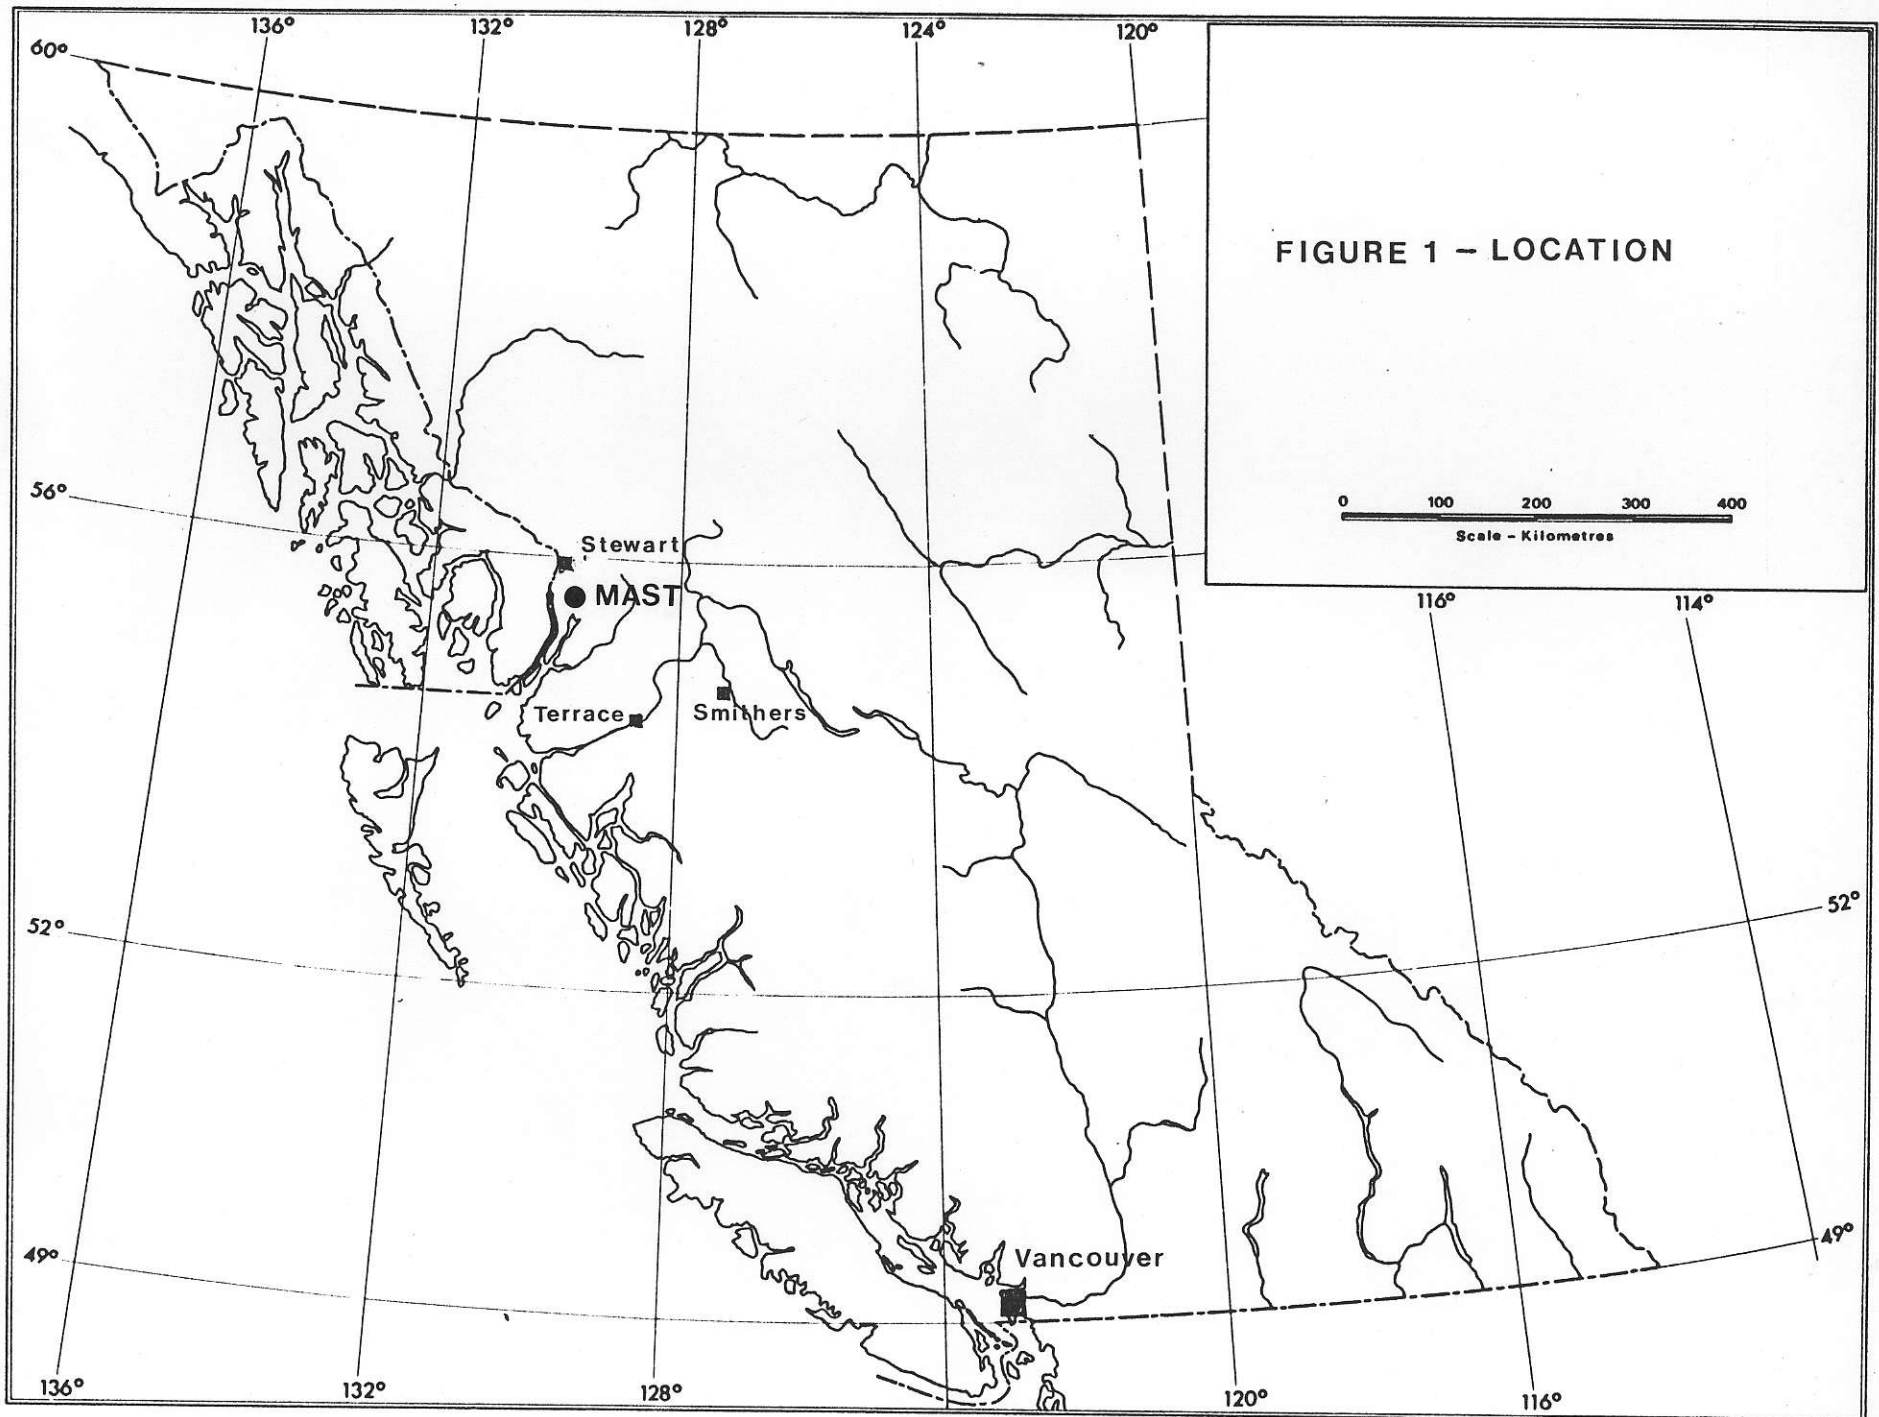 136° 132° 128° 124° 120°
60°
FIGURE 1 – LOCATION
56°
0 100 200 300 400
Scale – Kilometres
Stewart
MAST
116° 114°
Terrace Smithers
52° 52°
49° 49°
Vancouver
136° 132° 128° 120° 116°